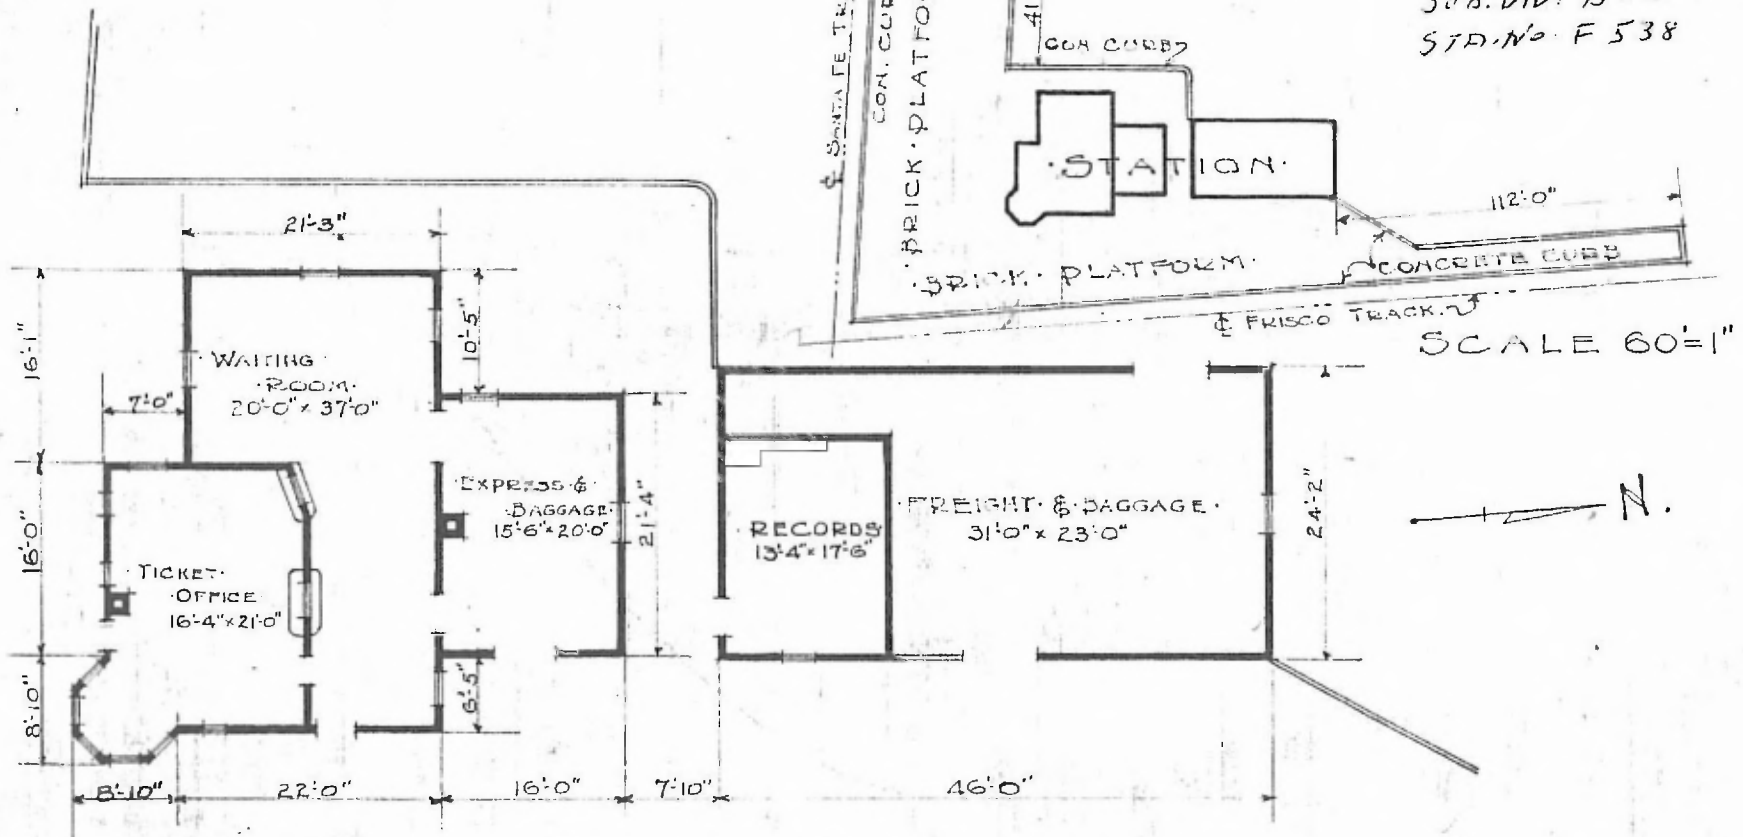 STA. No. F 538
CON CURB
41
℄ SANTA FE TR
CON. CUR
BRICK · PLATFO
· STATION ·
112'-0"
· BRICK · PLATFORM ·
CONCRETE CURB
℄ FRISCO TRACK
SCALE 60'=1"
21'-3"
16'-1"
10'-5"
· WAITING ·
· ROOM ·
20'-0" x 37'-0"
7'-0"
· EXPRESS &
· BAGGAGE ·
15'-6" x 20'-0"
21'-4"
RECORDS
13'-4" x 17'-6"
· FREIGHT · & · BAGGAGE ·
31'-0" x 23'-0"
24'-2"
N.
16'-0"
· TICKET ·
· OFFICE ·
16'-4" x 21'-0"
8'-10"
6'-5"
8'-10"
22'-0"
16'-0"
7'-10"
46'-0"